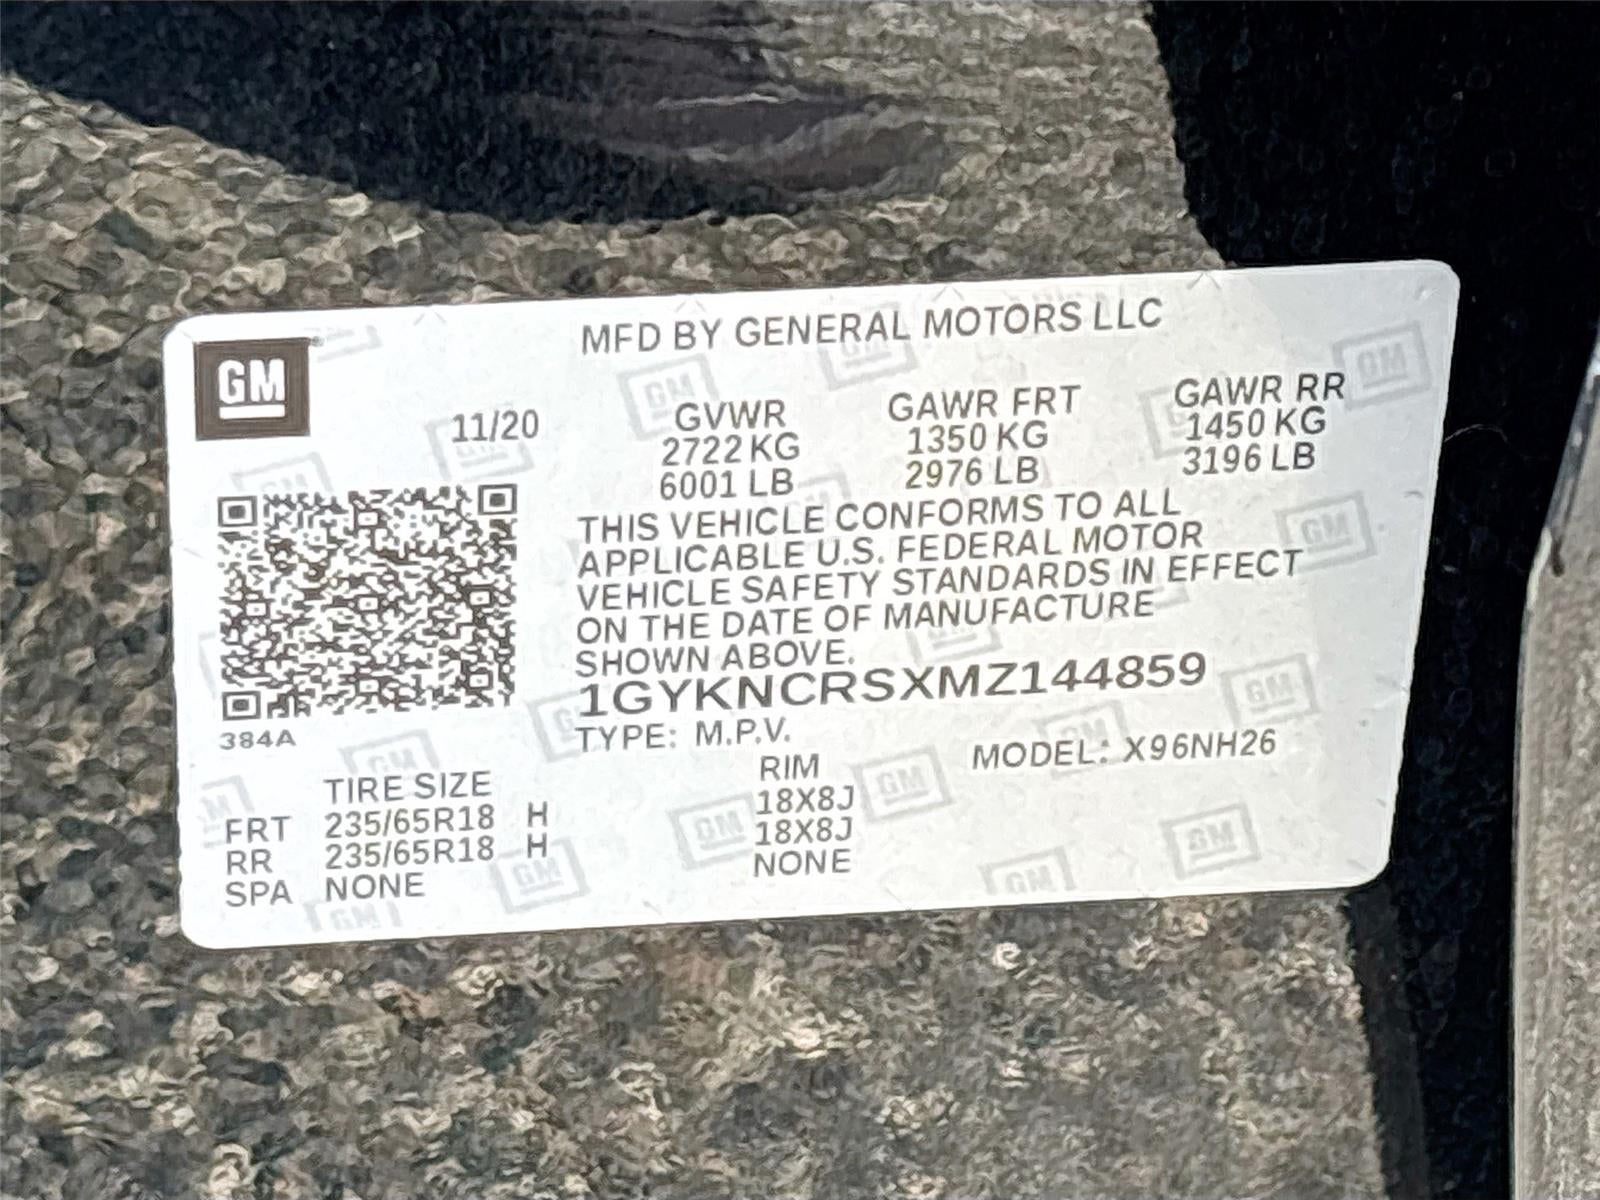 GM
MFD BY GENERAL MOTORS LLC
11/20
GVWR GAWR FRT GAWR RR
2722 KG 1350 KG 1450 KG
6001 LB 2976 LB 3196 LB
THIS VEHICLE CONFORMS TO ALL
APPLICABLE U.S. FEDERAL MOTOR
VEHICLE SAFETY STANDARDS IN EFFECT
ON THE DATE OF MANUFACTURE
SHOWN ABOVE.
1GYKNCRSXMZ144859
384A
TYPE: M.P.V. MODEL: X96NH26
TIRE SIZE RIM
FRT 235/65R18 H 18X8J
RR 235/65R18 H 18X8J
SPA NONE NONE